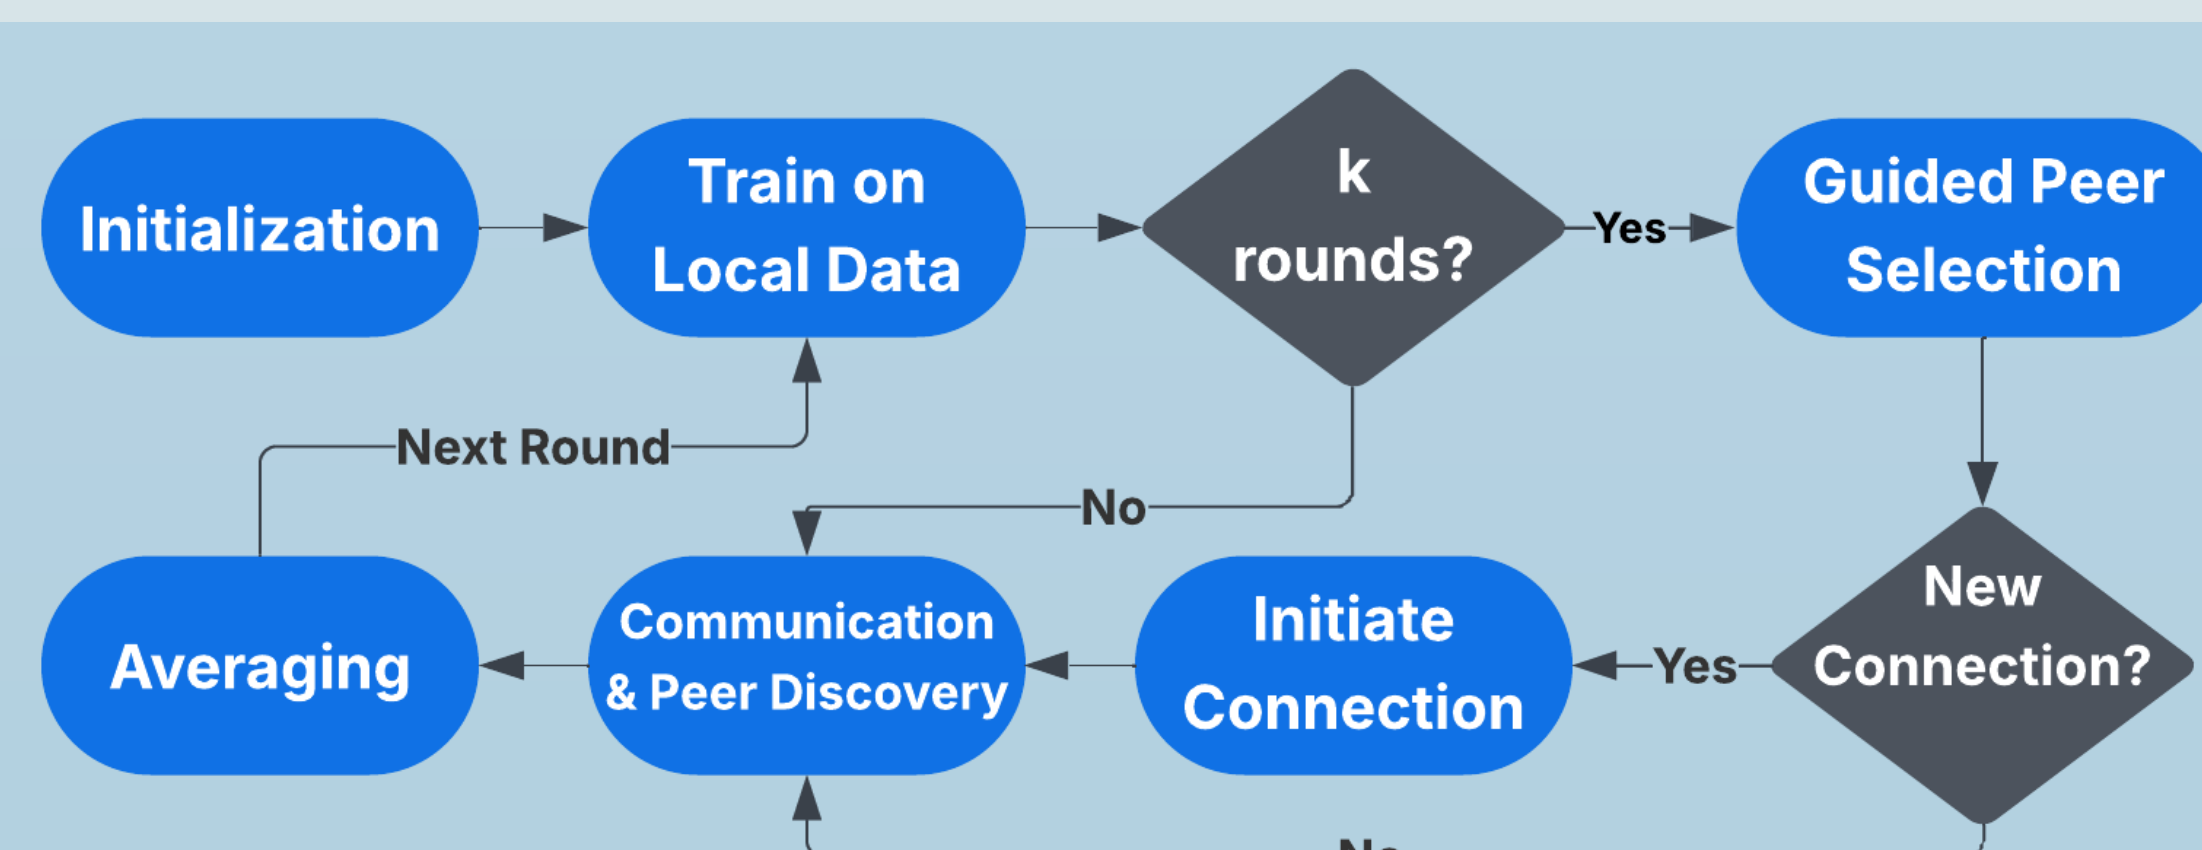 Initialization
Train on
Local Data
k
rounds?
Yes
Guided Peer
Selection
Next Round
No
Averaging
Communication
& Peer Discovery
Initiate
Connection
Yes
New
Connection?